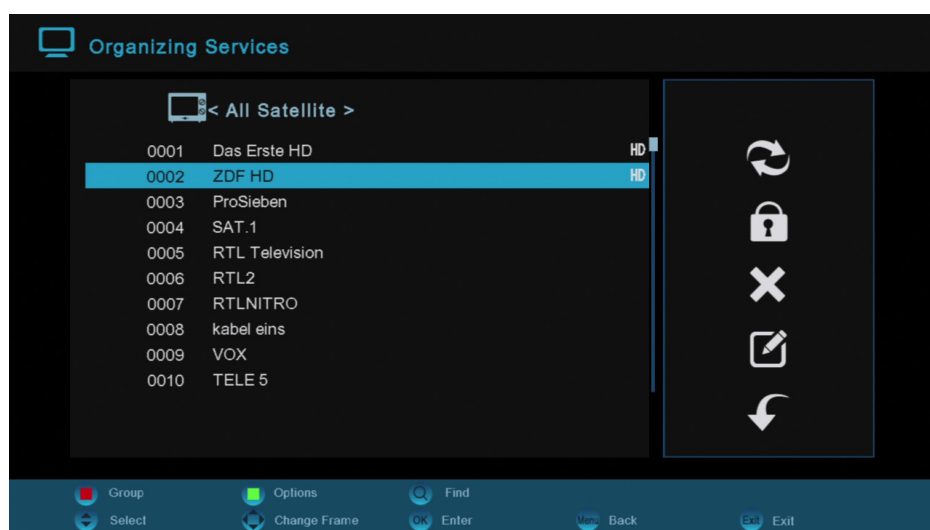 Organizing Services
< All Satellite >
0001 Das Erste HD HD
0002 ZDF HD HD
0003 ProSieben
0004 SAT.1
0005 RTL Television
0006 RTL2
0007 RTLNITRO
0008 kabel eins
0009 VOX
0010 TELE 5
Group Options Find
Select Change Frame OK Enter Menu Back Exit Exit